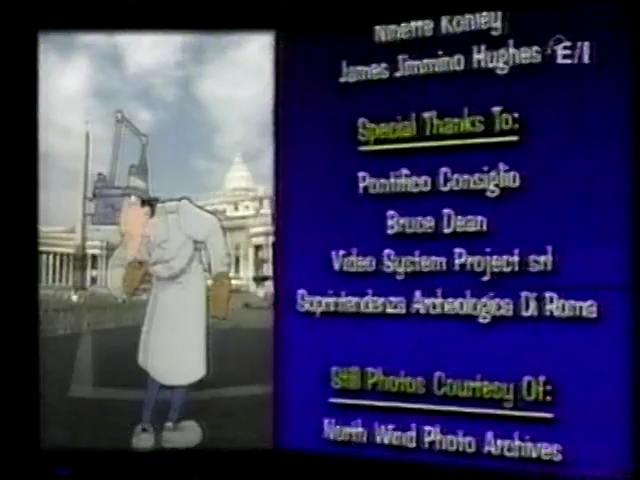 Ninette Konley
James Jimmino Hughes
E/I
Special Thanks To:
Pontifico Consiglio
Bruce Dean
Video System Project srl
Soprintendenza Archeologica Di Roma
Still Photos Courtesy Of:
North Wind Photo Archives